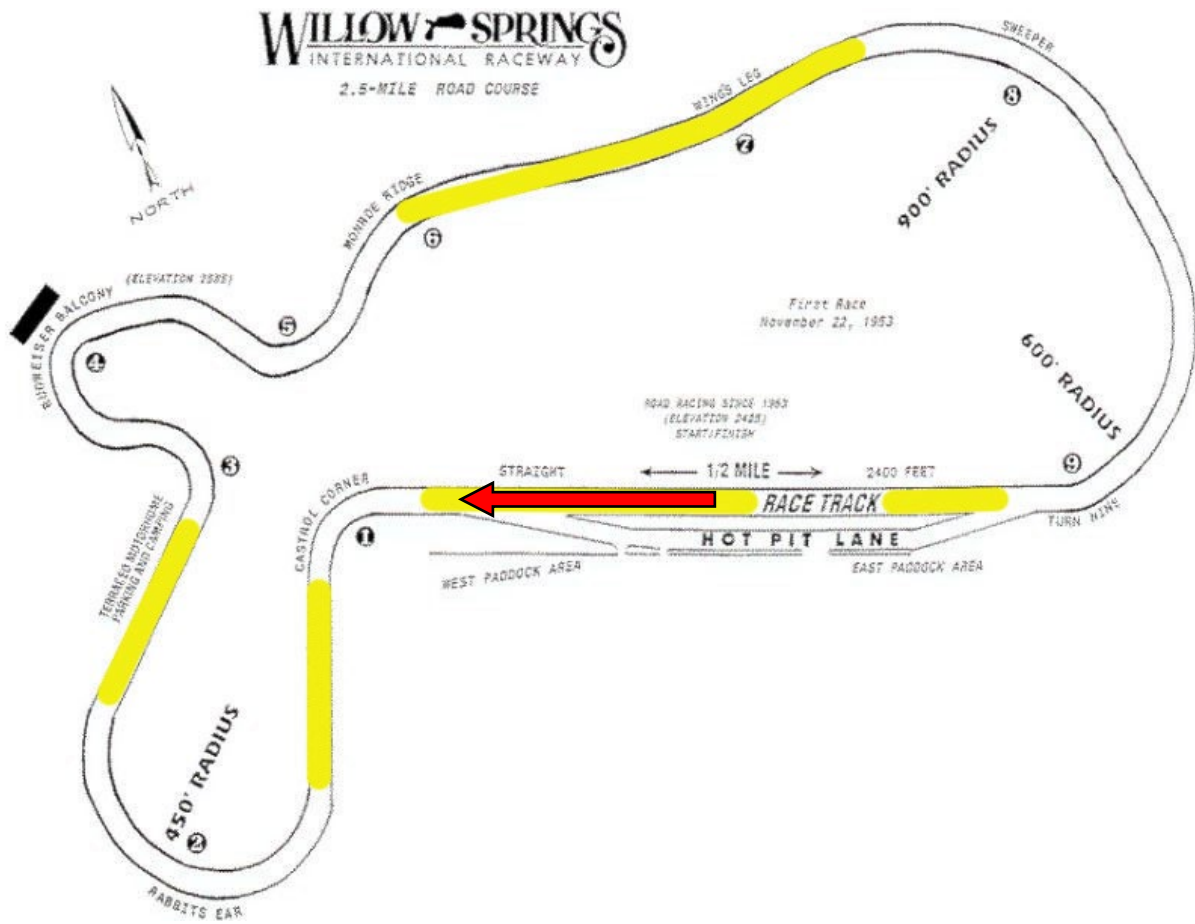 WILLOW SPRINGS
INTERNATIONAL RACEWAY
2.5-MILE ROAD COURSE
NORTH
SWEEPER
8
900' RADIUS
WING'S LEG
7
MONROE RIDGE
6
(ELEVATION 2585)
BUDWEISER BALCONY
5
4
First Race
November 22, 1953
600' RADIUS
ROAD RACING SINCE 1953
(ELEVATION 2425)
START/FINISH
3
STRAIGHT
1/2 MILE
2400 FEET
9
CASTROL CORNER
RACE TRACK
TURN NINE
1
HOT PIT LANE
WEST PADDOCK AREA
EAST PADDOCK AREA
TERRACED MOTORHOME
PARKING AND CAMPING
450' RADIUS
2
RABBITS EAR